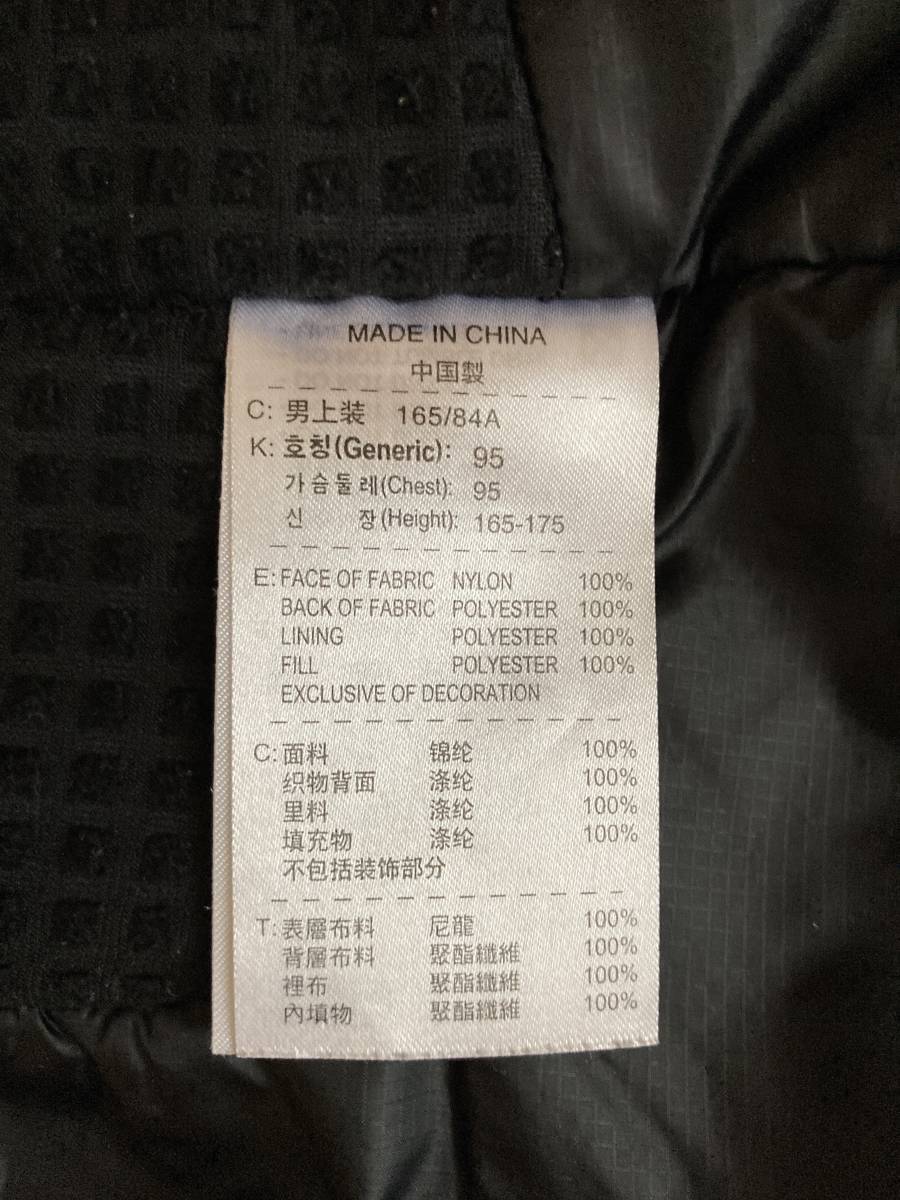 MADE IN CHINA
中国製
C: 男上装 165/84A
K: 호칭(Generic): 95
가슴둘레(Chest): 95
신 장(Height): 165-175
E: FACE OF FABRIC NYLON 100%
BACK OF FABRIC POLYESTER 100%
LINING POLYESTER 100%
FILL POLYESTER 100%
EXCLUSIVE OF DECORATION
C: 面料 锦纶 100%
织物背面 涤纶 100%
里料 涤纶 100%
填充物 涤纶 100%
不包括装饰部分
T: 表層布料 尼龍 100%
背層布料 聚酯纖維 100%
裡布 聚酯纖維 100%
內填物 聚酯纖維 100%